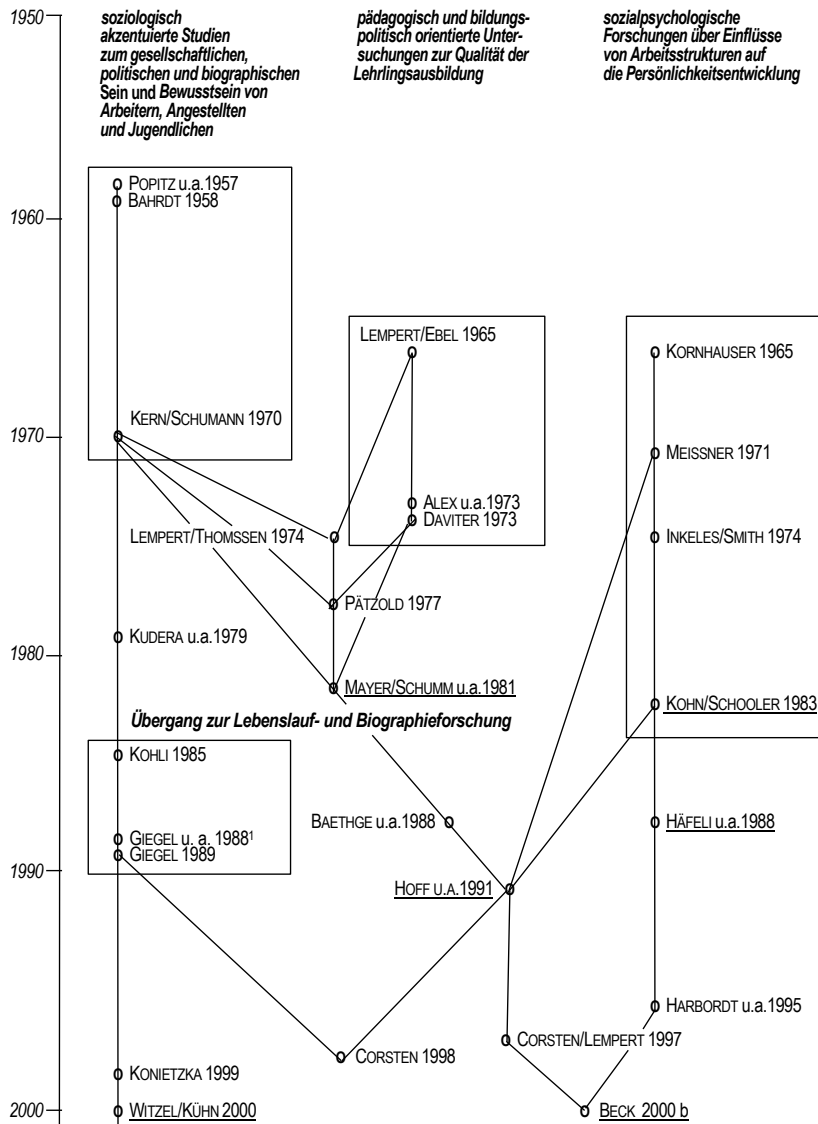 1950
soziologisch
akzentuierte Studien
zum gesellschaftlichen,
politischen und biographischen
Sein und Bewusstsein von
Arbeitern, Angestellten
und Jugendlichen
pädagogisch und bildungs-
politisch orientierte Unter-
suchungen zur Qualität der
Lehrlingsausbildung
sozialpsychologische
Forschungen über Einflüsse
von Arbeitsstrukturen auf
die Persönlichkeitsentwicklung
POPITZ u.a.1957
BAHRDT 1958
1960
LEMPERT/EBEL 1965
KORNHAUSER 1965
KERN/SCHUMANN 1970
1970
MEISSNER 1971
ALEX u.a.1973
DAVITER 1973
LEMPERT/THOMSSEN 1974
INKELES/SMITH 1974
PÄTZOLD 1977
KUDERA u.a.1979
1980
MAYER/SCHUMM u.a.1981
KOHN/SCHOOLER 1983
Übergang zur Lebenslauf- und Biographieforschung
KOHLI 1985
BAETHGE u.a.1988
HÄFELI u.a.1988
GIEGEL u. a. 1988¹
GIEGEL 1989
1990
HOFF U.A.1991
HARBORDT u.a.1995
CORSTEN/LEMPERT 1997
CORSTEN 1998
KONIETZKA 1999
2000
WITZEL/KÜHN 2000
BECK 2000 b